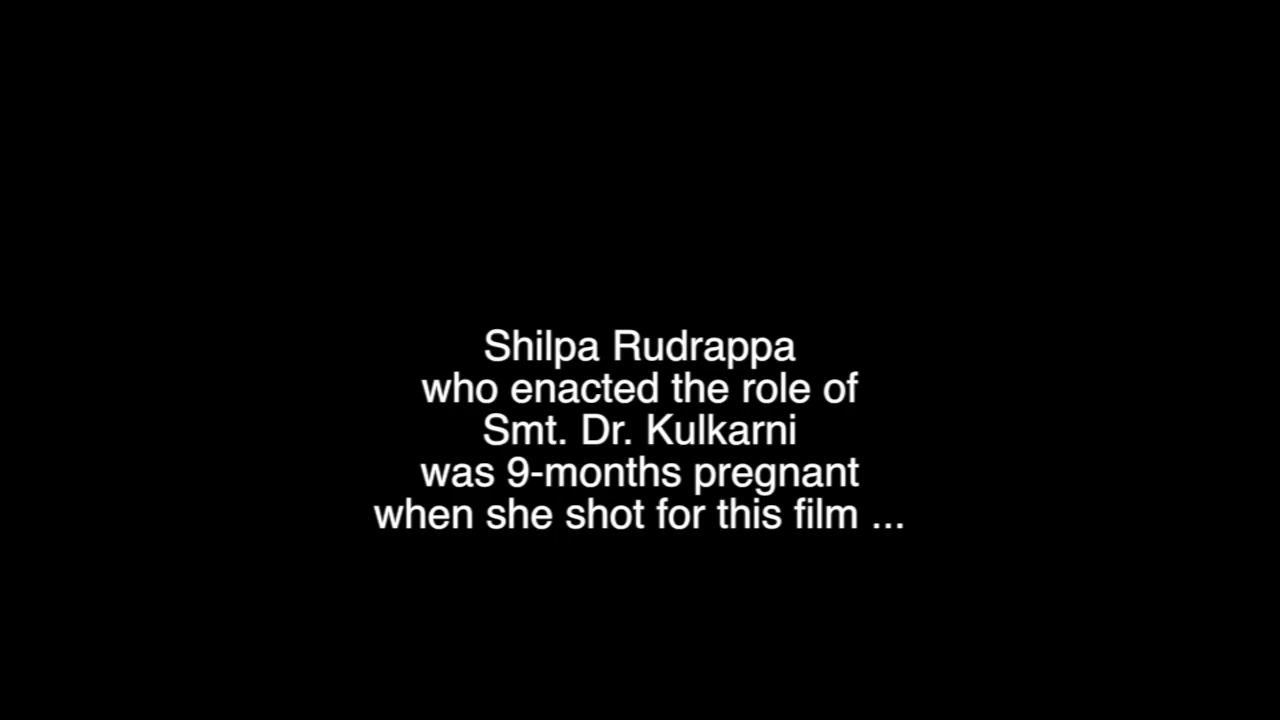 Shilpa Rudrappa
who enacted the role of
Smt. Dr. Kulkarni
was 9-months pregnant
when she shot for this film ...